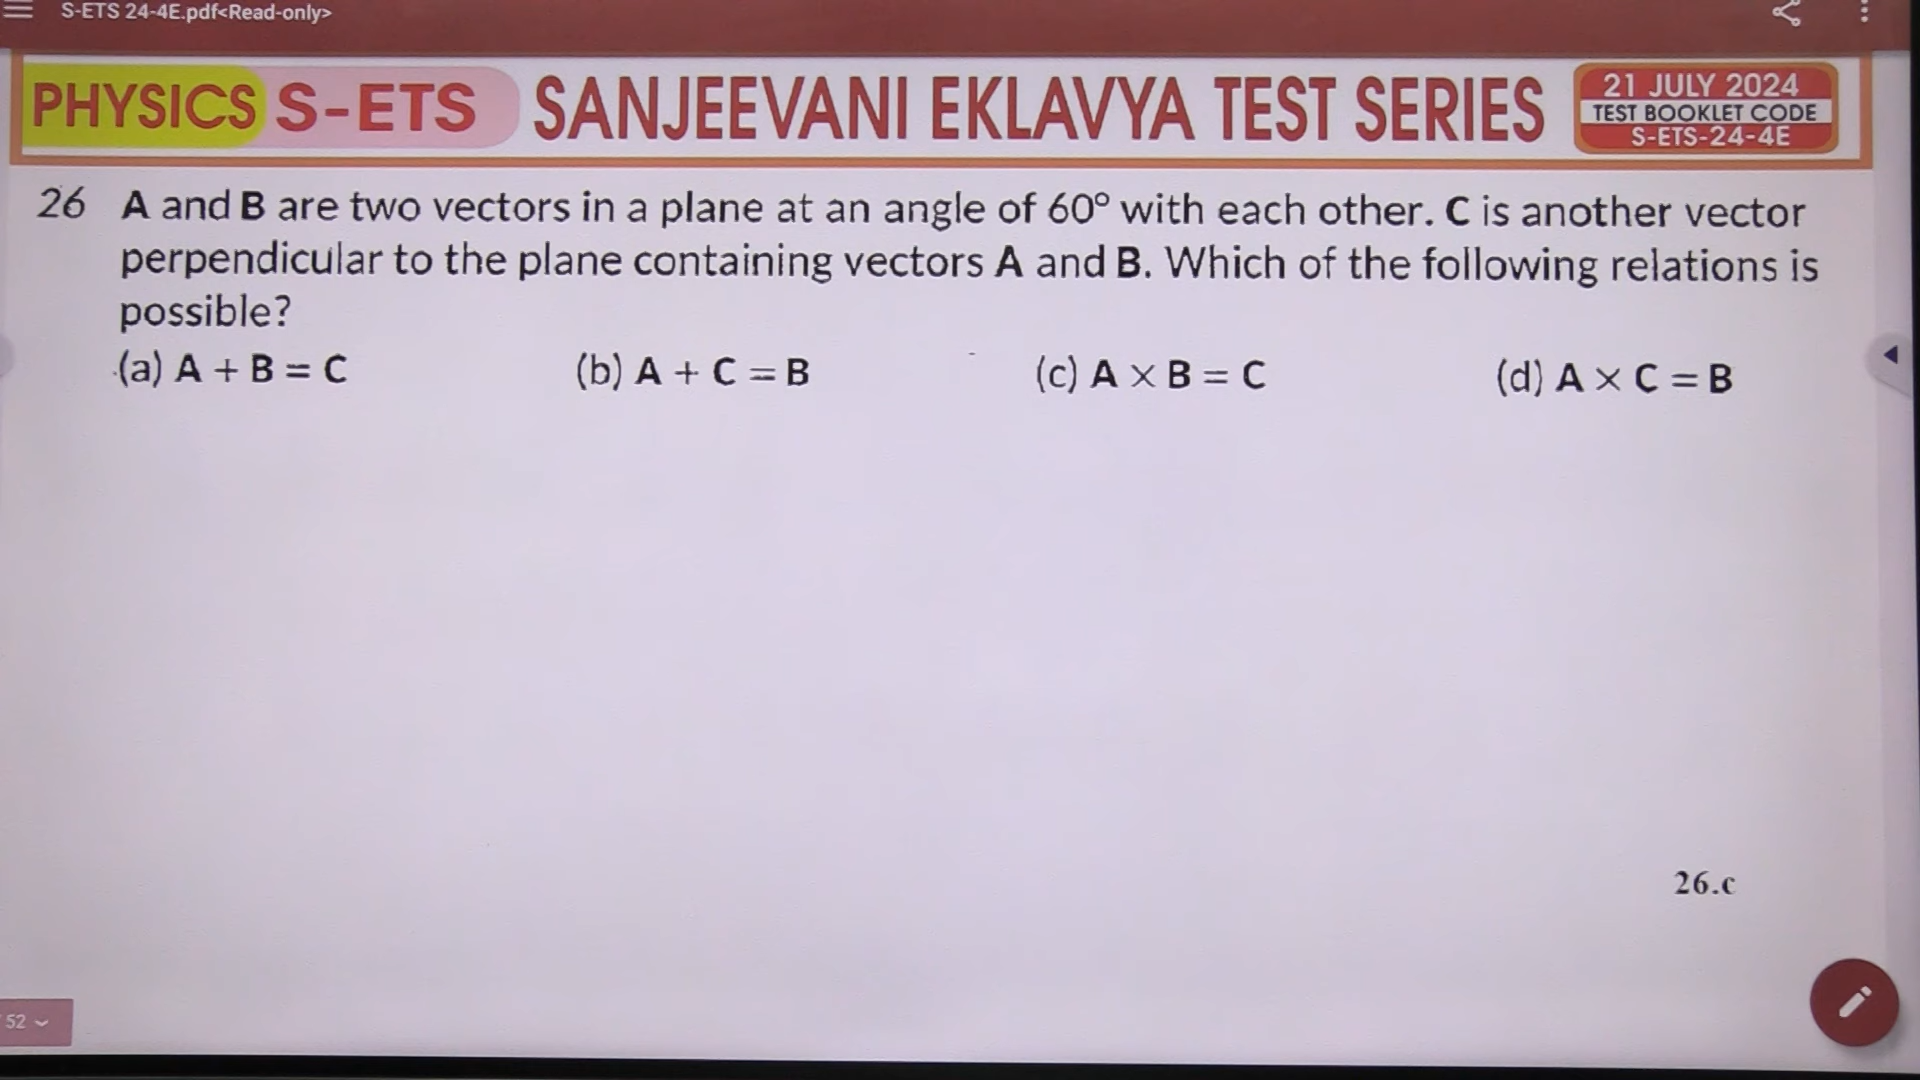 S-ETS 24-4E.pdf<Read-only>
PHYSICS S-ETS SANJEEVANI EKLAVYA TEST SERIES
21 JULY 2024
TEST BOOKLET CODE
S-ETS-24-4E
26 A and B are two vectors in a plane at an angle of 60° with each other. C is another vector
perpendicular to the plane containing vectors A and B. Which of the following relations is
possible?
(a) A + B = C (b) A + C = B (c) A × B = C (d) A × C = B
26.c
52